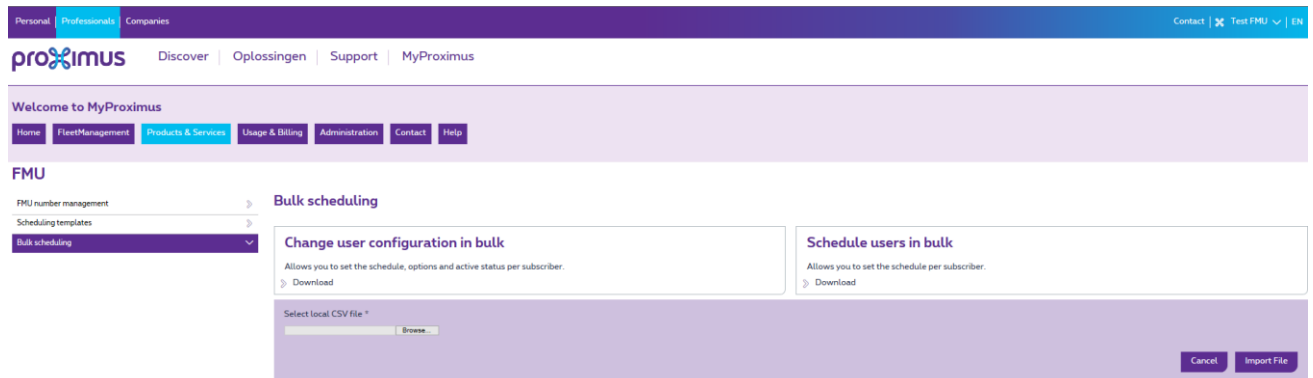 Personal Professionals Companies
Contact Test FMU EN
proximus
Discover Oplossingen Support MyProximus
Welcome to MyProximus
Home FleetManagement Products & Services Usage & Billing Administration Contact Help
FMU
FMU number management
Scheduling templates
Bulk scheduling
Bulk scheduling
Change user configuration in bulk
Allows you to set the schedule, options and active status per subscriber.
Download
Schedule users in bulk
Allows you to set the schedule per subscriber.
Download
Select local CSV file *
Browse...
Cancel Import File